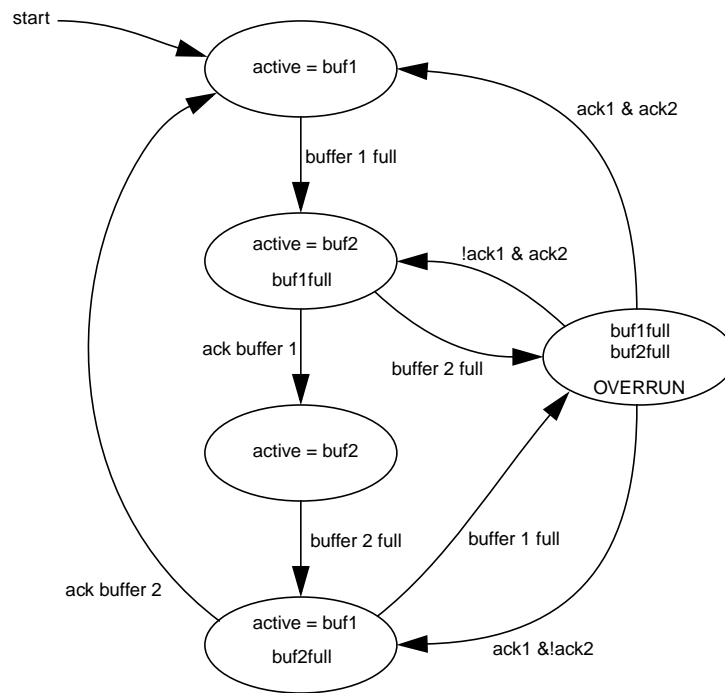 start
active = buf1
ack1 & ack2
buffer 1 full
active = buf2
buf1full
!ack1 & ack2
buf1full
buf2full
OVERRUN
ack buffer 1
buffer 2 full
active = buf2
buffer 2 full
buffer 1 full
ack buffer 2
active = buf1
buf2full
ack1 &!ack2